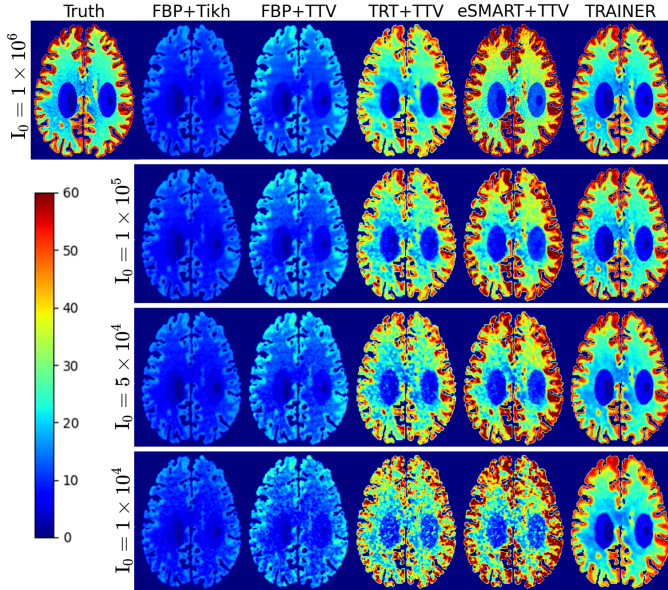 Truth FBP+Tikh FBP+TTV TRT+TTV eSMART+TTV TRAINER
I₀ = 1 × 10⁶
I₀ = 1 × 10⁵
I₀ = 5 × 10⁴
I₀ = 1 × 10⁴
60
50
40
30
20
10
0